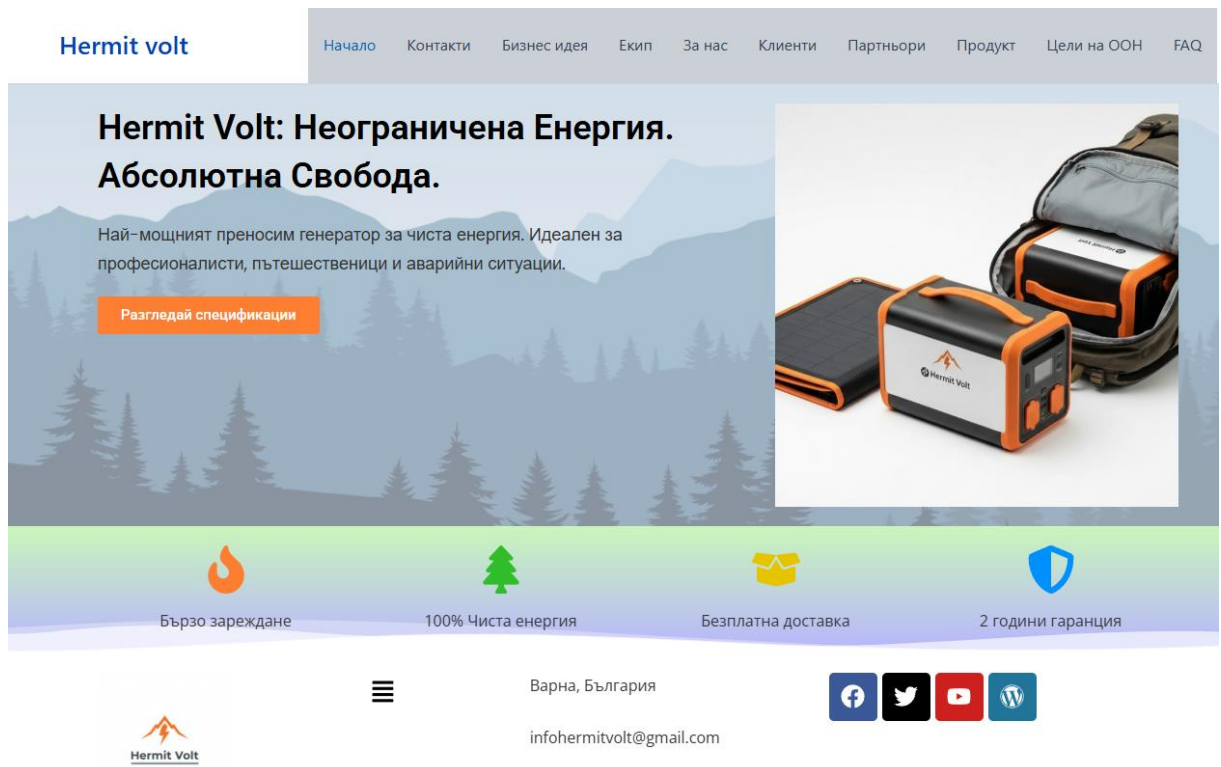 Hermit volt
Начало Контакти Бизнес идея Екип За нас Клиенти Партньори Продукт Цели на ООН FAQ
Hermit Volt: Неограничена Енергия.
Абсолютна Свобода.
Най-мощният преносим генератор за чиста енергия. Идеален за
професионалисти, пътешественици и аварийни ситуации.
Разгледай спецификации
Hermit Volt
Hermit Volt
Бързо зареждане
100% Чиста енергия
Безплатна доставка
2 години гаранция
Hermit Volt
Варна, България
infohermitvolt@gmail.com